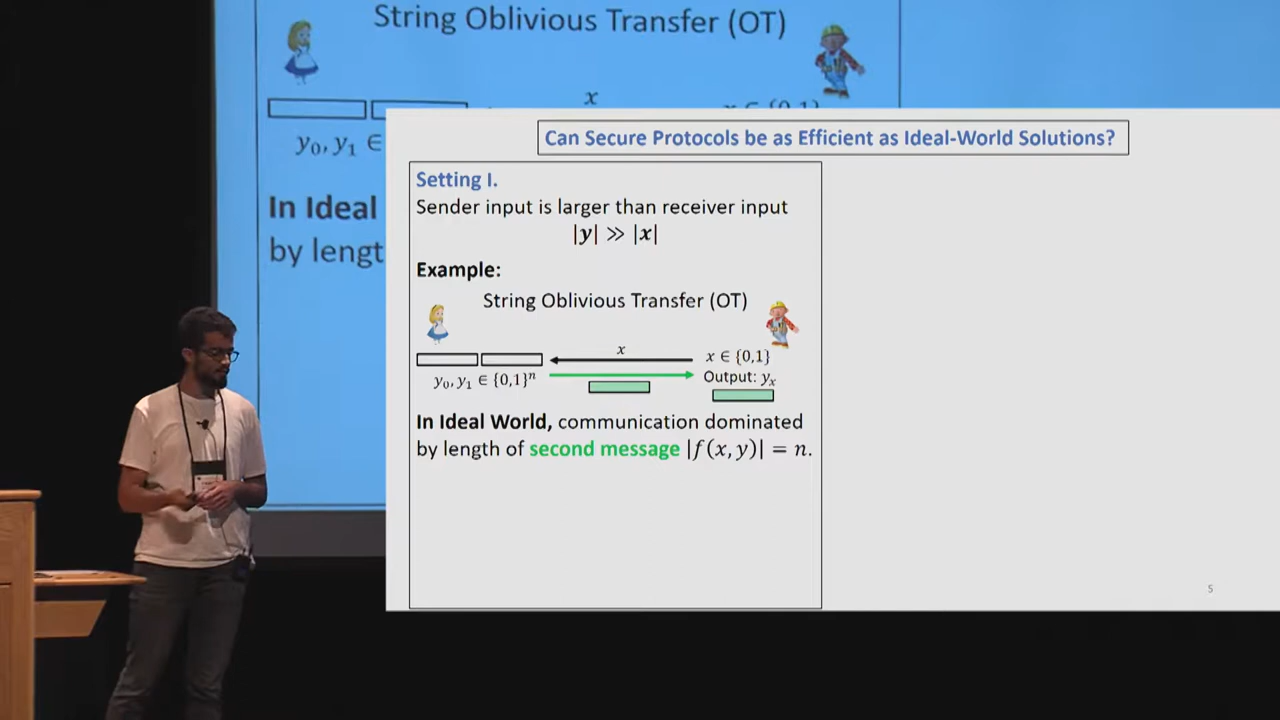 String Oblivious Transfer (OT)
x
y₀, y₁ ∈
In Ideal
by lengt
Can Secure Protocols be as Efficient as Ideal-World Solutions?
Setting I.
Sender input is larger than receiver input
|y| ≫ |x|
Example:
String Oblivious Transfer (OT)
x
x ∈ {0,1}
y₀, y₁ ∈ {0,1}ⁿ
Output: yₓ
In Ideal World, communication dominated
by length of second message |f(x, y)| = n.
5